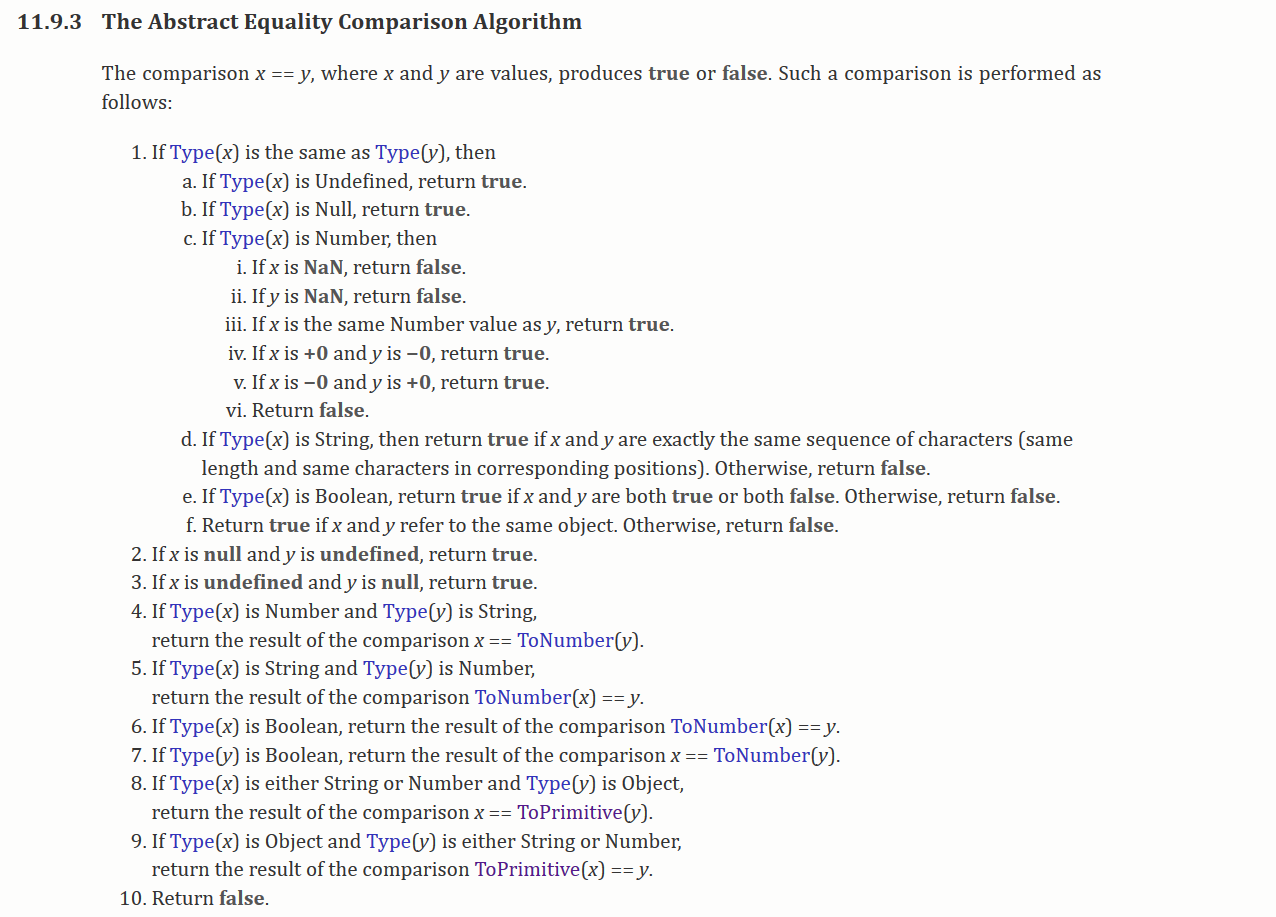 11.9.3 The Abstract Equality Comparison Algorithm
The comparison x == y, where x and y are values, produces true or false. Such a comparison is performed as
follows:
1. If Type(x) is the same as Type(y), then
a. If Type(x) is Undefined, return true.
b. If Type(x) is Null, return true.
c. If Type(x) is Number, then
i. If x is NaN, return false.
ii. If y is NaN, return false.
iii. If x is the same Number value as y, return true.
iv. If x is +0 and y is −0, return true.
v. If x is −0 and y is +0, return true.
vi. Return false.
d. If Type(x) is String, then return true if x and y are exactly the same sequence of characters (same
length and same characters in corresponding positions). Otherwise, return false.
e. If Type(x) is Boolean, return true if x and y are both true or both false. Otherwise, return false.
f. Return true if x and y refer to the same object. Otherwise, return false.
2. If x is null and y is undefined, return true.
3. If x is undefined and y is null, return true.
4. If Type(x) is Number and Type(y) is String,
return the result of the comparison x == ToNumber(y).
5. If Type(x) is String and Type(y) is Number,
return the result of the comparison ToNumber(x) == y.
6. If Type(x) is Boolean, return the result of the comparison ToNumber(x) == y.
7. If Type(y) is Boolean, return the result of the comparison x == ToNumber(y).
8. If Type(x) is either String or Number and Type(y) is Object,
return the result of the comparison x == ToPrimitive(y).
9. If Type(x) is Object and Type(y) is either String or Number,
return the result of the comparison ToPrimitive(x) == y.
10. Return false.